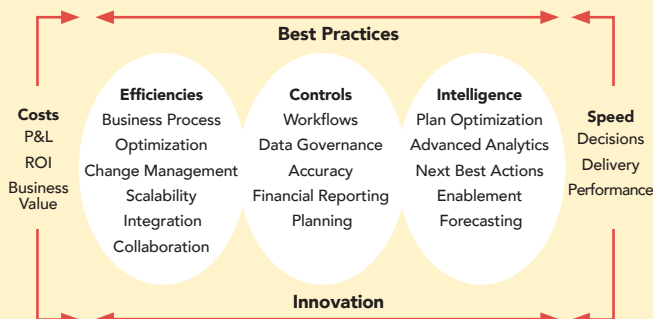 Best Practices
Costs
P&L
ROI
Business
Value
Efficiencies
Business Process
Optimization
Change Management
Scalability
Integration
Collaboration
Controls
Workflows
Data Governance
Accuracy
Financial Reporting
Planning
Intelligence
Plan Optimization
Advanced Analytics
Next Best Actions
Enablement
Forecasting
Speed
Decisions
Delivery
Performance
Innovation